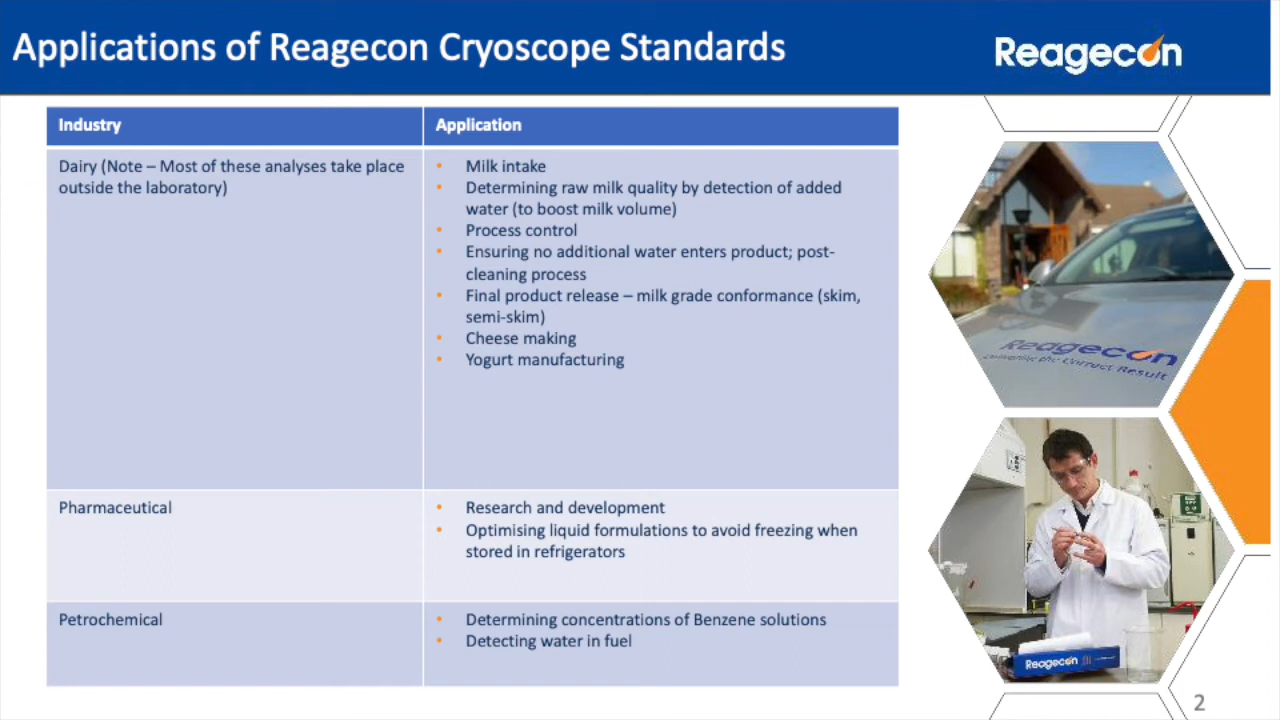 Applications of Reagecon Cryoscope Standards
Reagecon
Industry
Application
Dairy (Note – Most of these analyses take place
outside the laboratory)
• Milk intake
• Determining raw milk quality by detection of added
water (to boost milk volume)
• Process control
• Ensuring no additional water enters product; post-
cleaning process
• Final product release – milk grade conformance (skim,
semi-skim)
• Cheese making
• Yogurt manufacturing
Pharmaceutical
• Research and development
• Optimising liquid formulations to avoid freezing when
stored in refrigerators
Petrochemical
• Determining concentrations of Benzene solutions
• Detecting water in fuel
Reagecon
the Correct Result
Reagecon
2